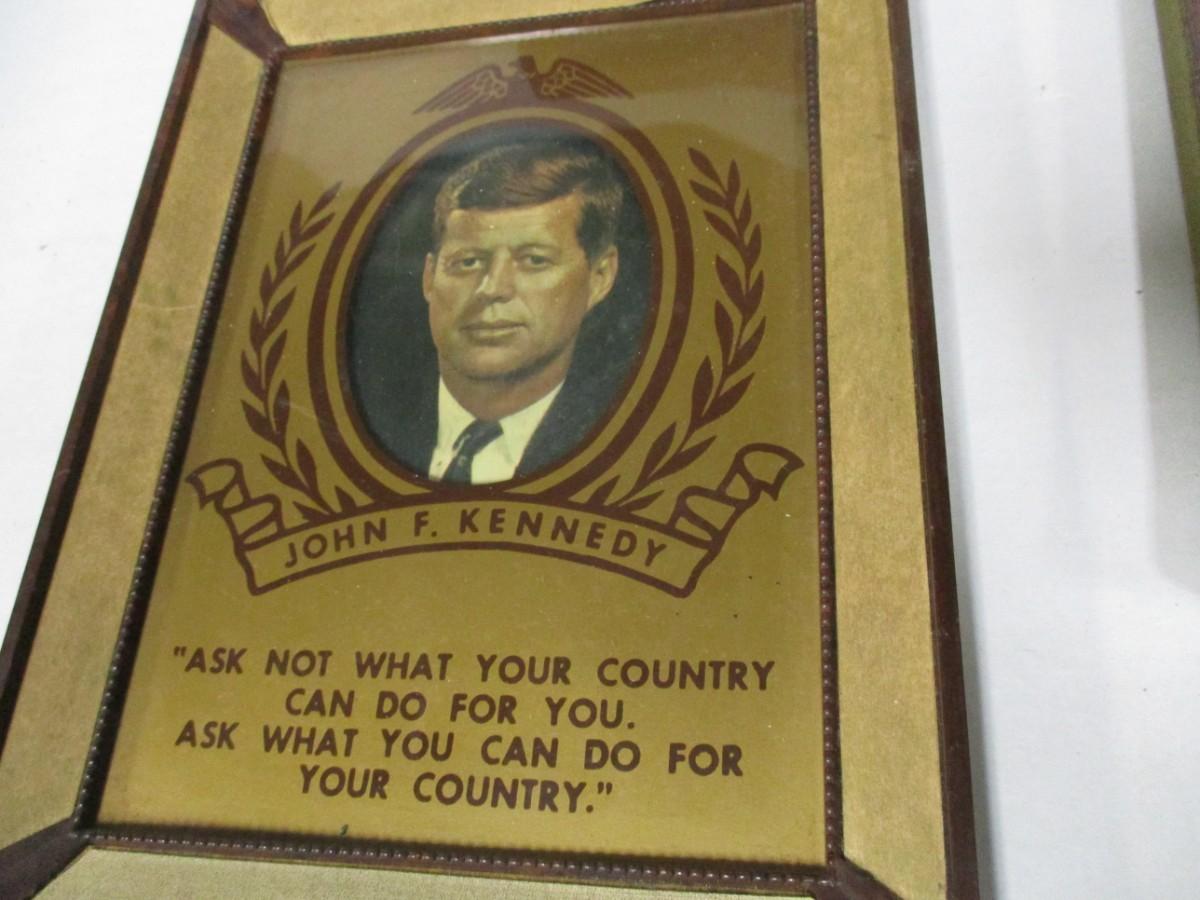 JOHN F. KENNEDY
"ASK NOT WHAT YOUR COUNTRY
CAN DO FOR YOU.
ASK WHAT YOU CAN DO FOR
YOUR COUNTRY."